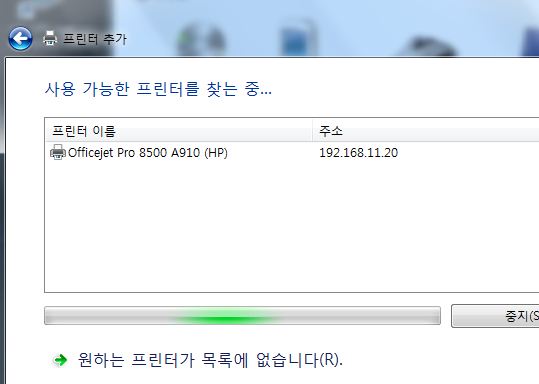 프린터 추가
사용 가능한 프린터를 찾는 중...
프린터 이름 주소
Officejet Pro 8500 A910 (HP) 192.168.11.20
중지(S
원하는 프린터가 목록에 없습니다(R).